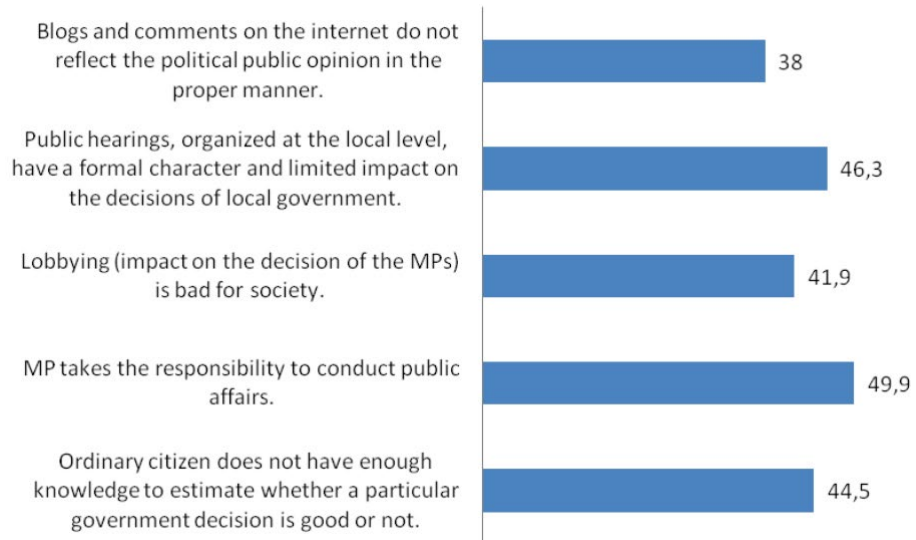 Blogs and comments on the internet do not
reflect the political public opinion in the
proper manner.
38
Public hearings, organized at the local level,
have a formal character and limited impact on
the decisions of local government.
46,3
Lobbying (impact on the decision of the MPs)
is bad for society.
41,9
MP takes the responsibility to conduct public
affairs.
49,9
Ordinary citizen does not have enough
knowledge to estimate whether a particular
government decision is good or not.
44,5